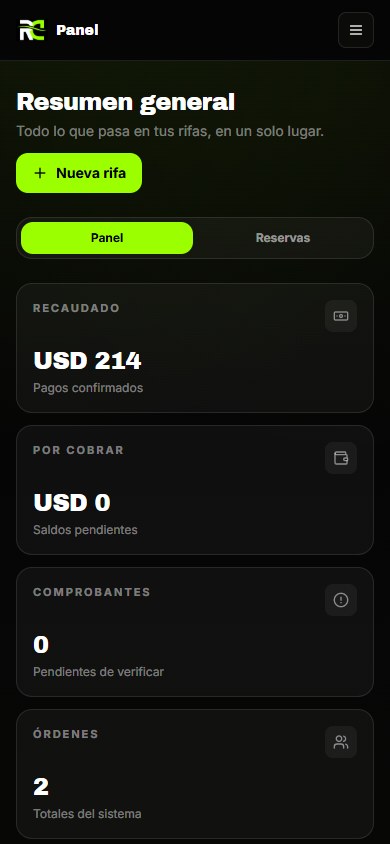 RC Panel
Resumen general
Todo lo que pasa en tus rifas, en un solo lugar.
+ Nueva rifa
Panel Reservas
RECAUDADO
USD 214
Pagos confirmados
POR COBRAR
USD 0
Saldos pendientes
COMPROBANTES
0
Pendientes de verificar
ÓRDENES
2
Totales del sistema